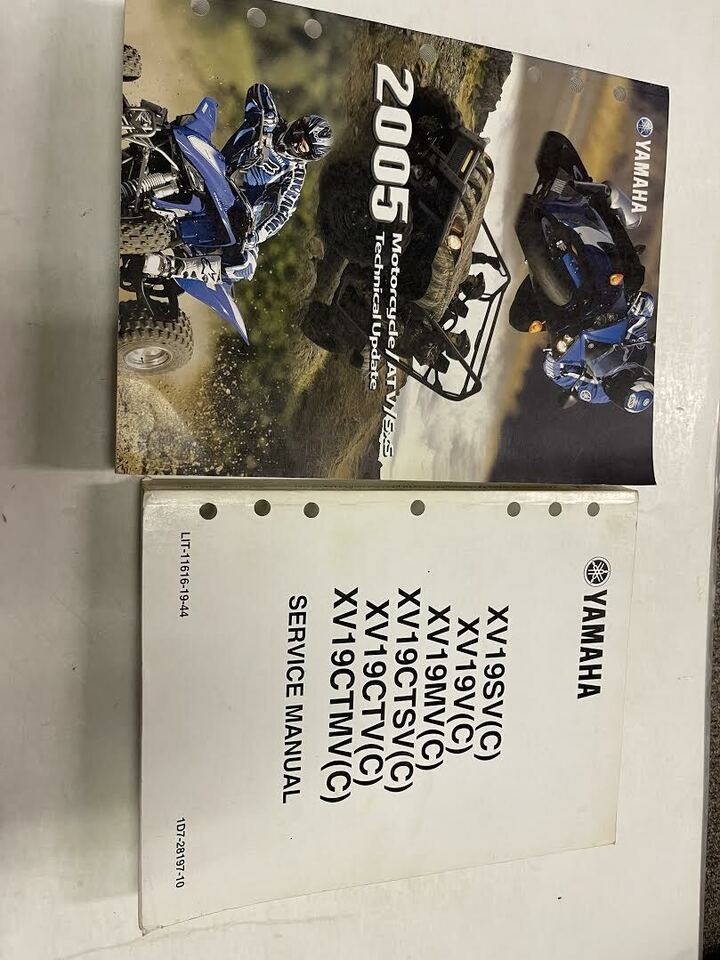 YAMAHA
2005
Motorcycle/ATV/SxS
Technical Update
YAMAHA
XV19SV(C)
XV19V(C)
XV19MV(C)
XV19CTSV(C)
XV19CTV(C)
XV19CTMV(C)
SERVICE MANUAL
LIT-11616-19-44
1D7-28197-10